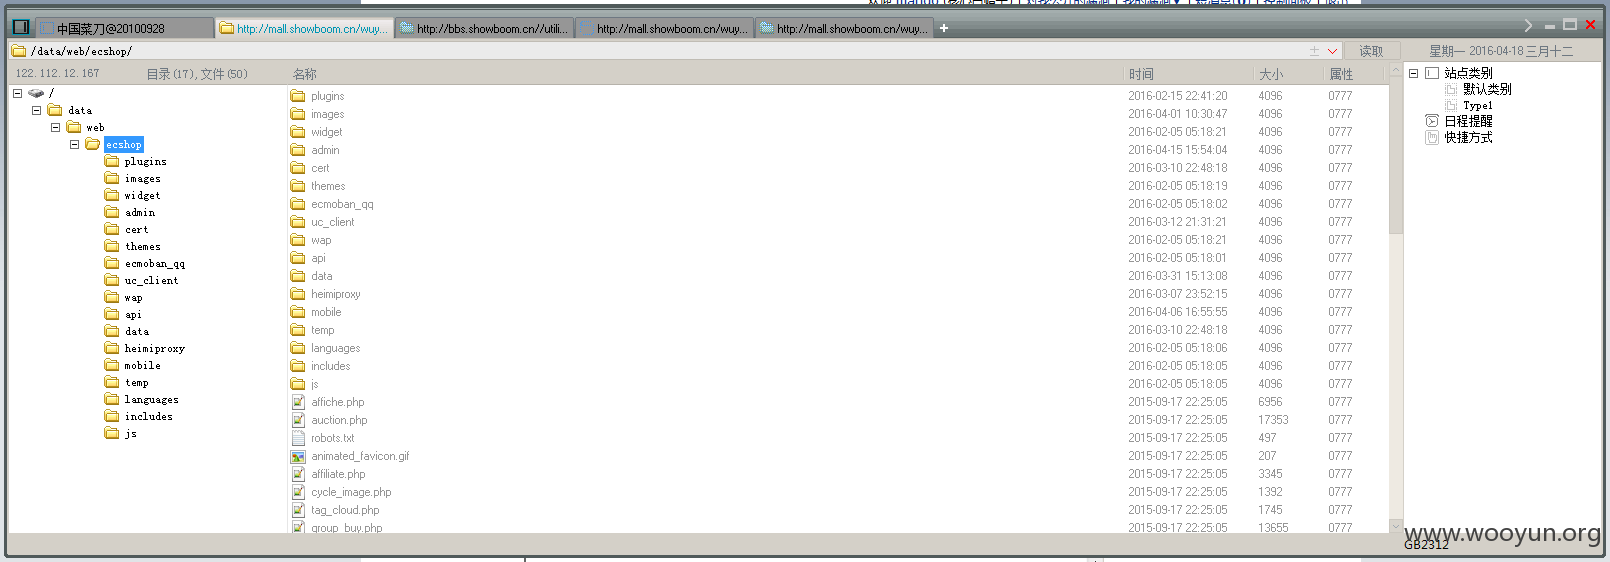 中国菜刀@20100928
http://mall.showboom.cn/wuy...
http://bbs.showboom.cn//utili...
http://mall.showboom.cn/wuy...
http://mall.showboom.cn/wuy...
/data/web/ecshop/
读取
星期一 2016-04-18 三月十二
122.112.12.167
目录(17),文件(50)
名称 时间 大小 属性
/
data
web
ecshop
plugins
images
widget
admin
cert
themes
ecmoban_qq
uc_client
wap
api
data
heimiproxy
mobile
temp
languages
includes
js
plugins 2016-02-15 22:41:20 4096 0777
images 2016-04-01 10:30:47 4096 0777
widget 2016-02-05 05:18:21 4096 0777
admin 2016-04-15 15:54:04 4096 0777
cert 2016-03-10 22:48:18 4096 0777
themes 2016-02-05 05:18:19 4096 0777
ecmoban_qq 2016-02-05 05:18:02 4096 0777
uc_client 2016-03-12 21:31:21 4096 0777
wap 2016-02-05 05:18:21 4096 0777
api 2016-02-05 05:18:01 4096 0777
data 2016-03-31 15:13:08 4096 0777
heimiproxy 2016-03-07 23:52:15 4096 0777
mobile 2016-04-06 16:55:55 4096 0777
temp 2016-03-10 22:48:18 4096 0777
languages 2016-02-05 05:18:06 4096 0777
includes 2016-02-05 05:18:05 4096 0777
js 2016-02-05 05:18:05 4096 0777
affiche.php 2015-09-17 22:25:05 6956 0777
auction.php 2015-09-17 22:25:05 17353 0777
robots.txt 2015-09-17 22:25:05 497 0777
animated_favicon.gif 2015-09-17 22:25:05 207 0777
affiliate.php 2015-09-17 22:25:05 3345 0777
cycle_image.php 2015-09-17 22:25:05 1392 0777
tag_cloud.php 2015-09-17 22:25:05 1745 0777
group_buy.php 2015-09-17 22:25:05 13655 0777
站点类别
默认类别
Type1
日程提醒
快捷方式
www.wooyun.org
GB2312